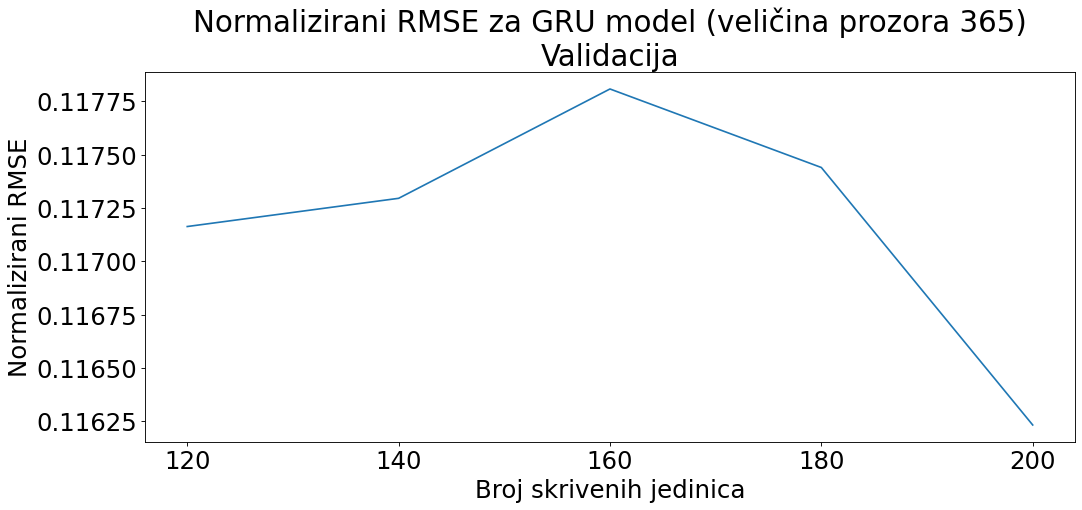 Normalizirani RMSE za GRU model (veličina prozora 365)
Validacija
Normalizirani RMSE
0.11775
0.11750
0.11725
0.11700
0.11675
0.11650
0.11625
120 140 160 180 200
Broj skrivenih jedinica